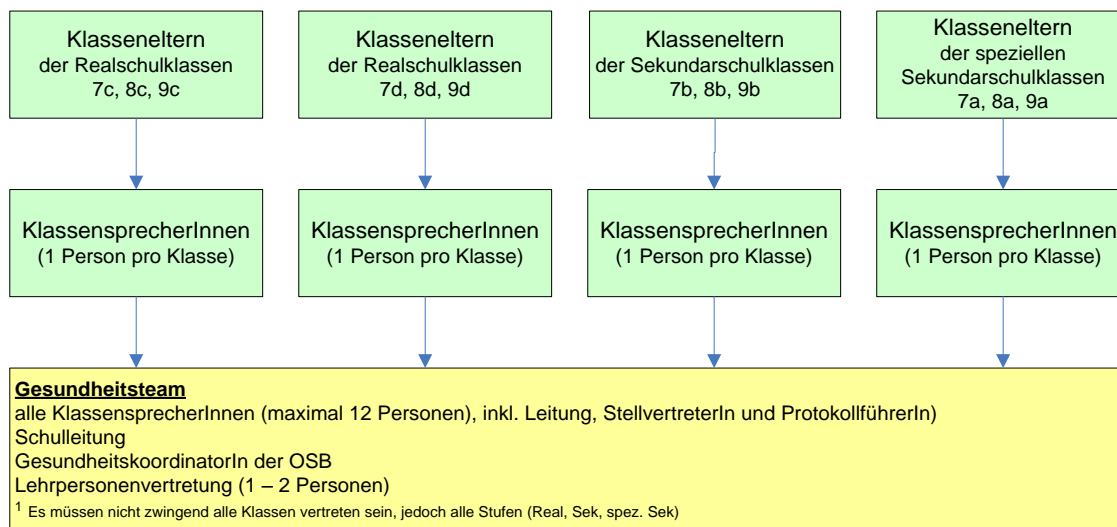 Klasseneltern
der Realschulklassen
7c, 8c, 9c
Klasseneltern
der Realschulklassen
7d, 8d, 9d
Klasseneltern
der Sekundarschulklassen
7b, 8b, 9b
Klasseneltern
der speziellen
Sekundarschulklassen
7a, 8a, 9a
KlassensprecherInnen
(1 Person pro Klasse)
KlassensprecherInnen
(1 Person pro Klasse)
KlassensprecherInnen
(1 Person pro Klasse)
KlassensprecherInnen
(1 Person pro Klasse)
Gesundheitsteam
alle KlassensprecherInnen (maximal 12 Personen), inkl. Leitung, StellvertreterIn und ProtokollführerIn)
Schulleitung
GesundheitskoordinatorIn der OSB
Lehrpersonenvertretung (1 – 2 Personen)
1 Es müssen nicht zwingend alle Klassen vertreten sein, jedoch alle Stufen (Real, Sek, spez. Sek)